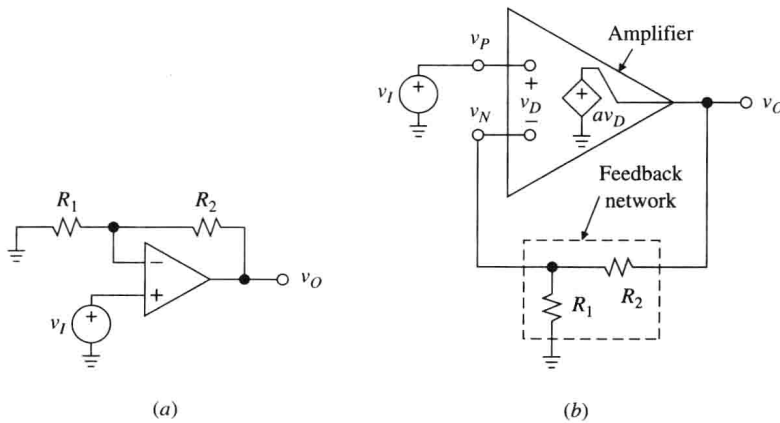 R1
R2
vI
+
−
+
vO
(a)
vI
+
vP
vN
+
vD
−
+
avD
Amplifier
vO
Feedback
network
R1
R2
(b)